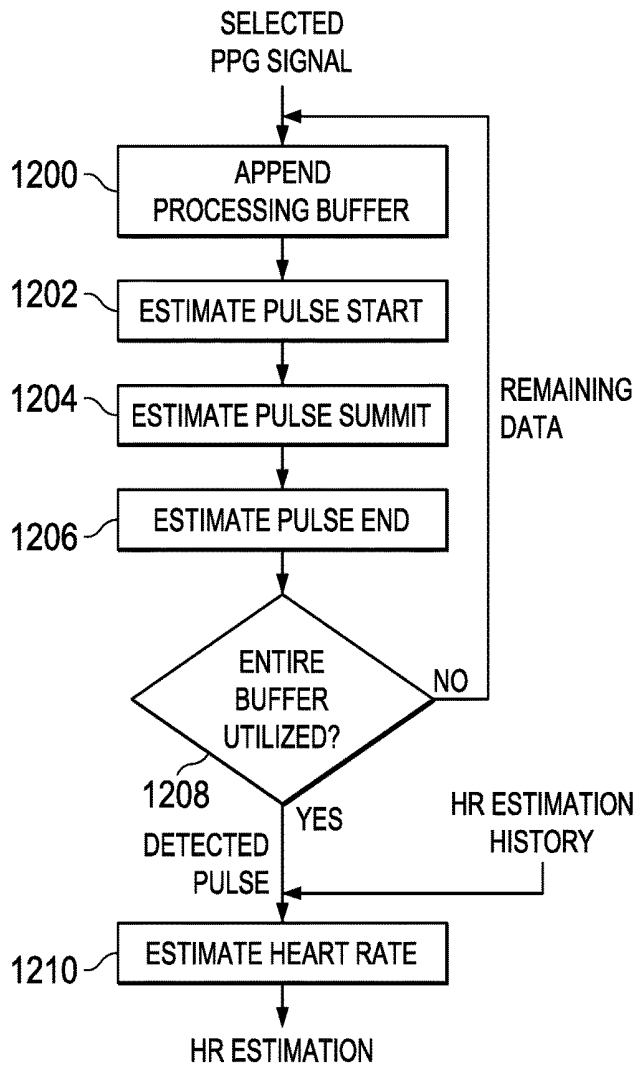 SELECTED
PPG SIGNAL
1200
APPEND
PROCESSING BUFFER
1202
ESTIMATE PULSE START
1204
ESTIMATE PULSE SUMMIT
REMAINING
DATA
1206
ESTIMATE PULSE END
ENTIRE
BUFFER
UTILIZED?
NO
1208
YES
HR ESTIMATION
HISTORY
DETECTED
PULSE
1210
ESTIMATE HEART RATE
HR ESTIMATION